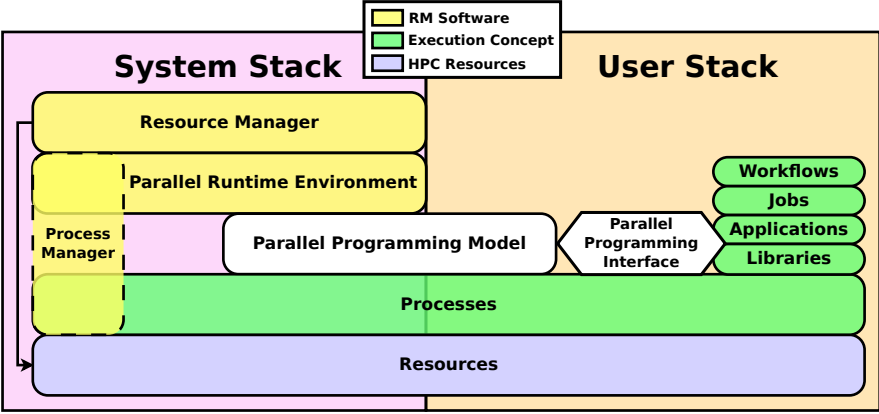 RM Software
Execution Concept
HPC Resources
System Stack
User Stack
Resource Manager
Parallel Runtime Environment
Process
Manager
Parallel Programming Model
Parallel
Programming
Interface
Workflows
Jobs
Applications
Libraries
Processes
Resources